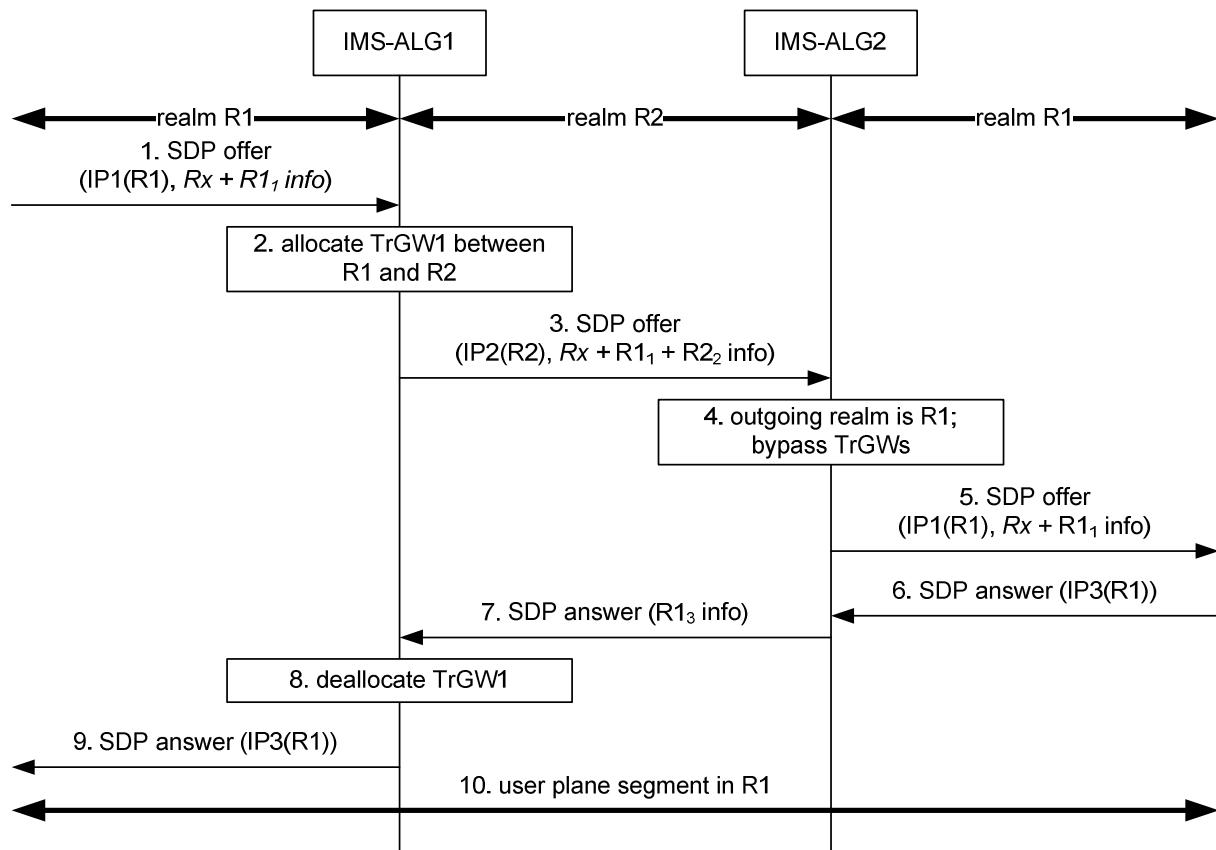 IMS-ALG1
IMS-ALG2
realm R1
realm R2
realm R1
1. SDP offer
(IP1(R1), Rx + R1₁ info)
2. allocate TrGW1 between
R1 and R2
3. SDP offer
(IP2(R2), Rx + R1₁ + R2₂ info)
4. outgoing realm is R1;
bypass TrGWs
5. SDP offer
(IP1(R1), Rx + R1₁ info)
6. SDP answer (IP3(R1))
7. SDP answer (R1₃ info)
8. deallocate TrGW1
9. SDP answer (IP3(R1))
10. user plane segment in R1